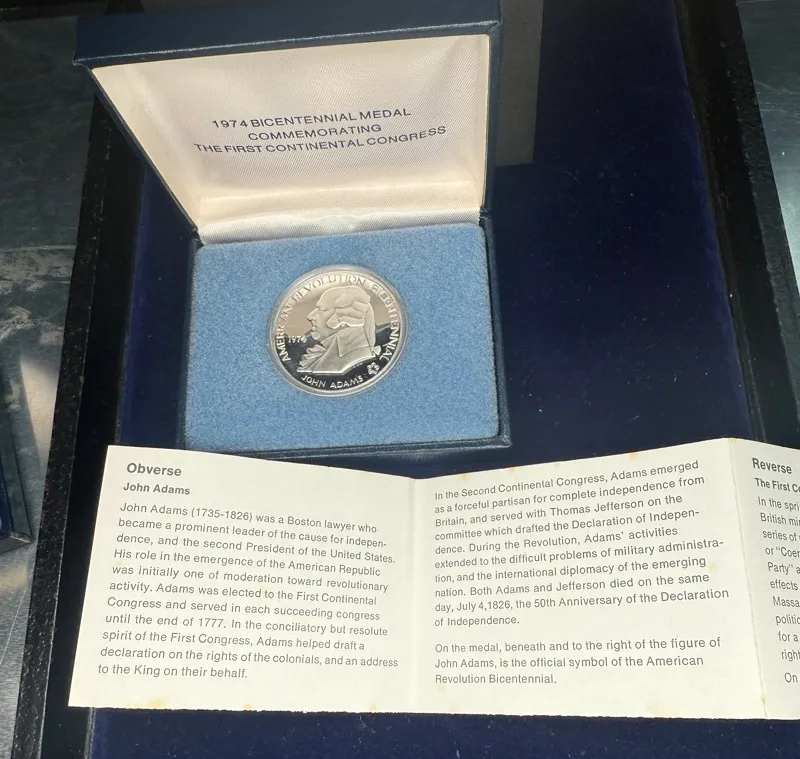 1974 BICENTENNIAL MEDAL
COMMEMORATING
THE FIRST CONTINENTAL CONGRESS
AMERICAN REVOLUTION BICENTENNIAL
1974
JOHN ADAMS
Obverse
John Adams
John Adams (1735-1826) was a Boston lawyer who
became a prominent leader of the cause for indepen-
dence, and the second President of the United States.
His role in the emergence of the American Republic
was initially one of moderation toward revolutionary
activity. Adams was elected to the First Continental
Congress and served in each succeeding congress
until the end of 1777. In the conciliatory but resolute
spirit of the First Congress, Adams helped draft a
declaration on the rights of the colonials, and an address
to the King on their behalf.
In the Second Continental Congress, Adams emerged
as a forceful partisan for complete independence from
Britain, and served with Thomas Jefferson on the
committee which drafted the Declaration of Indepen-
dence. During the Revolution, Adams' activities
extended to the difficult problems of military administra-
tion, and the international diplomacy of the emerging
nation. Both Adams and Jefferson died on the same
day, July 4,1826, the 50th Anniversary of the Declaration
of Independence.
On the medal, beneath and to the right of the figure of
John Adams, is the official symbol of the American
Revolution Bicentennial.
Reverse
The First
In the
British
series of
or
Party"
effects
for a
On